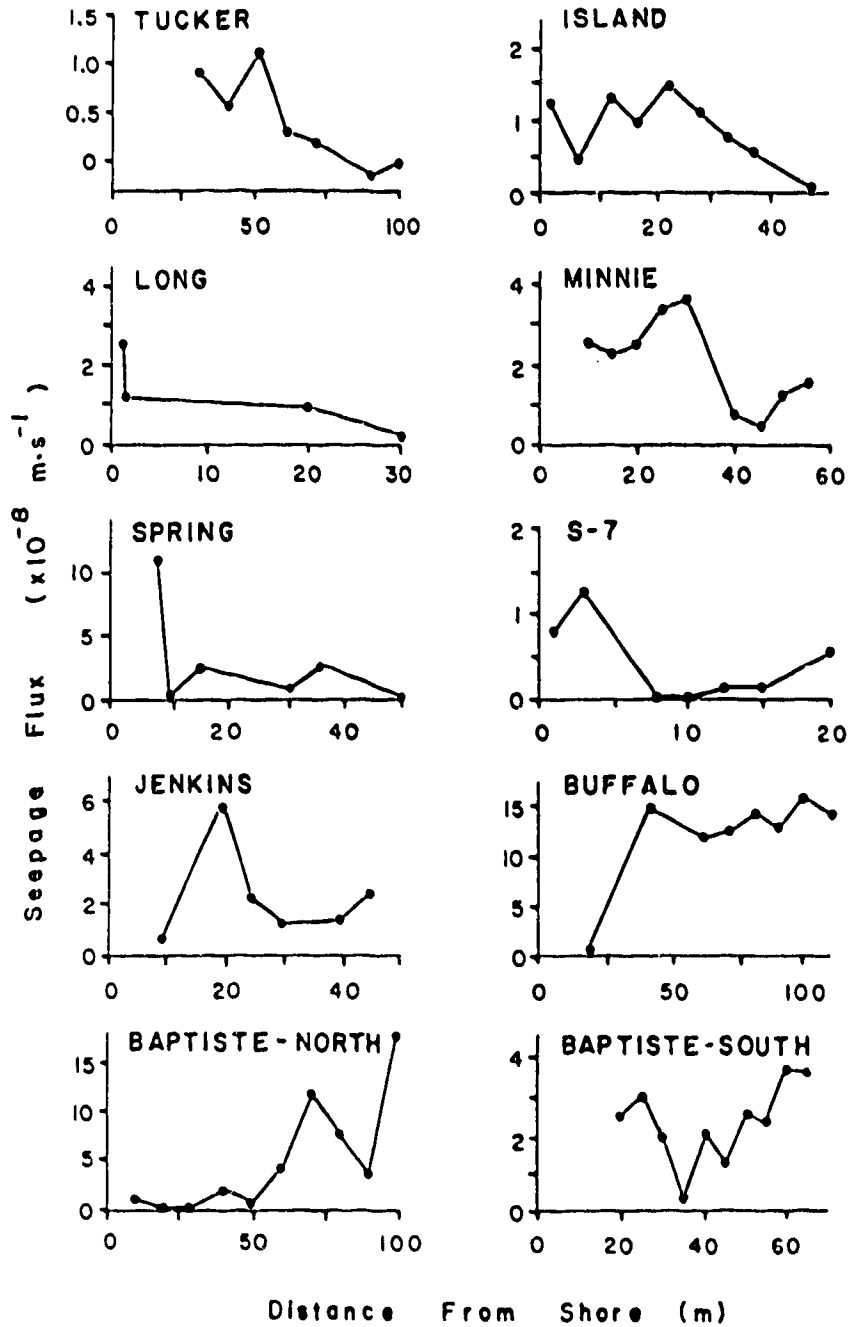 TUCKER
1.5
1.0
0.5
0
0 50 100
ISLAND
2
1
0
0 20 40
LONG
4
2
0
0 10 20 30
MINNIE
4
2
0
0 20 40 60
SPRING
10
5
0
0 20 40
S-7
2
1
0
0 10 20
JENKINS
6
4
2
0
0 20 40
BUFFALO
15
10
5
0
0 50 100
BAPTISTE-NORTH
15
10
5
0
0 50 100
BAPTISTE-SOUTH
4
2
0
0 20 40 60
Seepage Flux (x10⁻⁸ m·s⁻¹)
Distance From Shore (m)